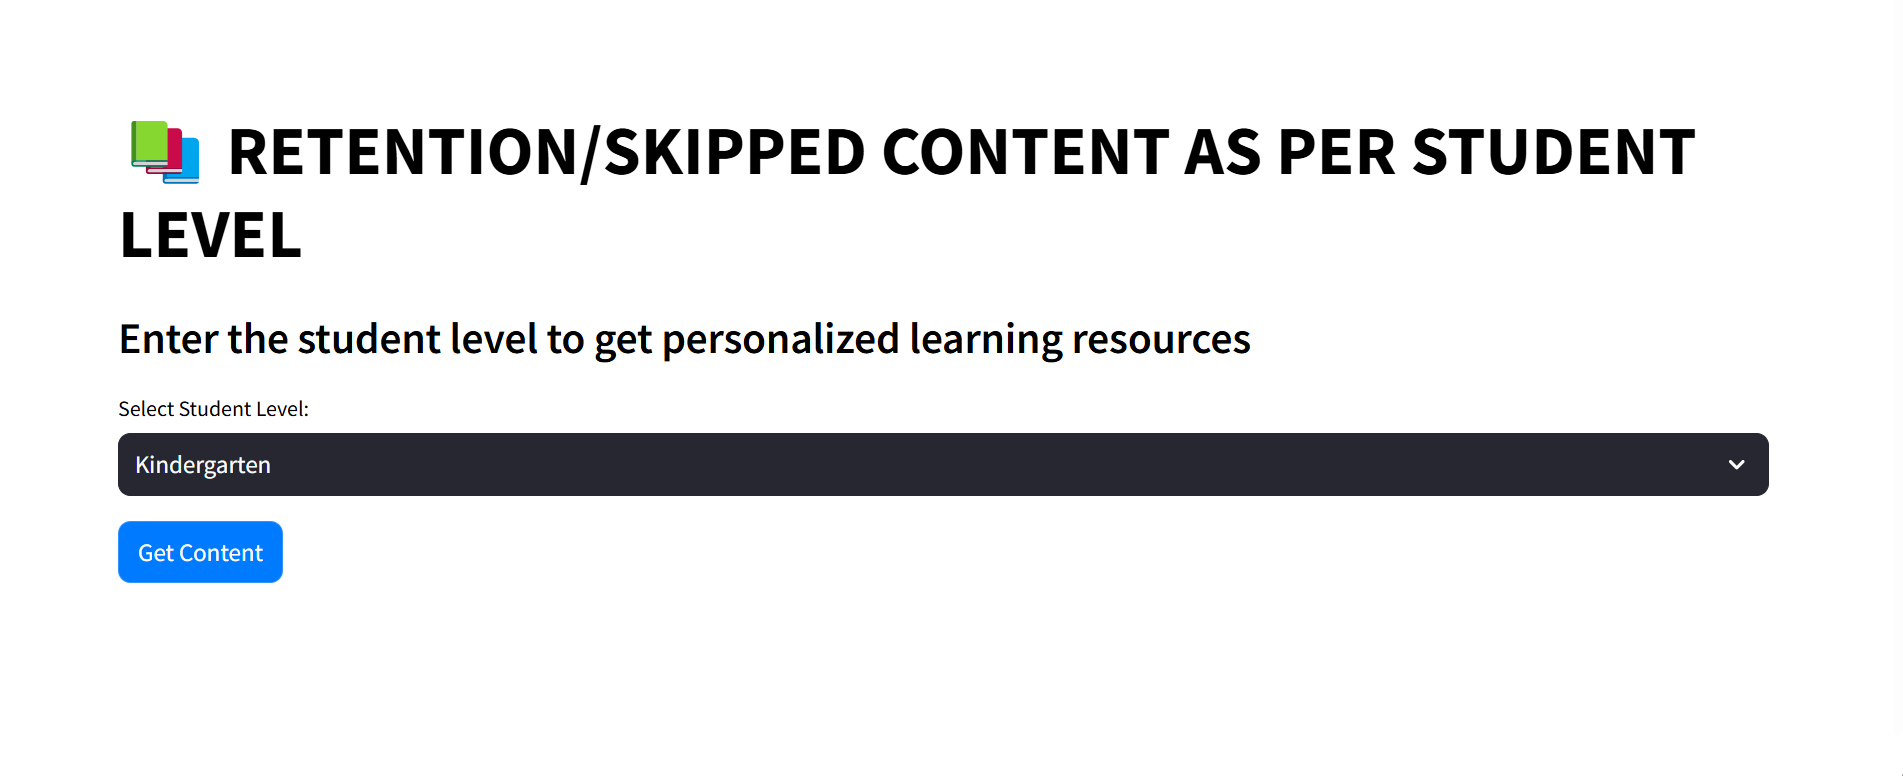 RETENTION/SKIPPED CONTENT AS PER STUDENT
LEVEL
Enter the student level to get personalized learning resources
Select Student Level:
Kindergarten
Get Content